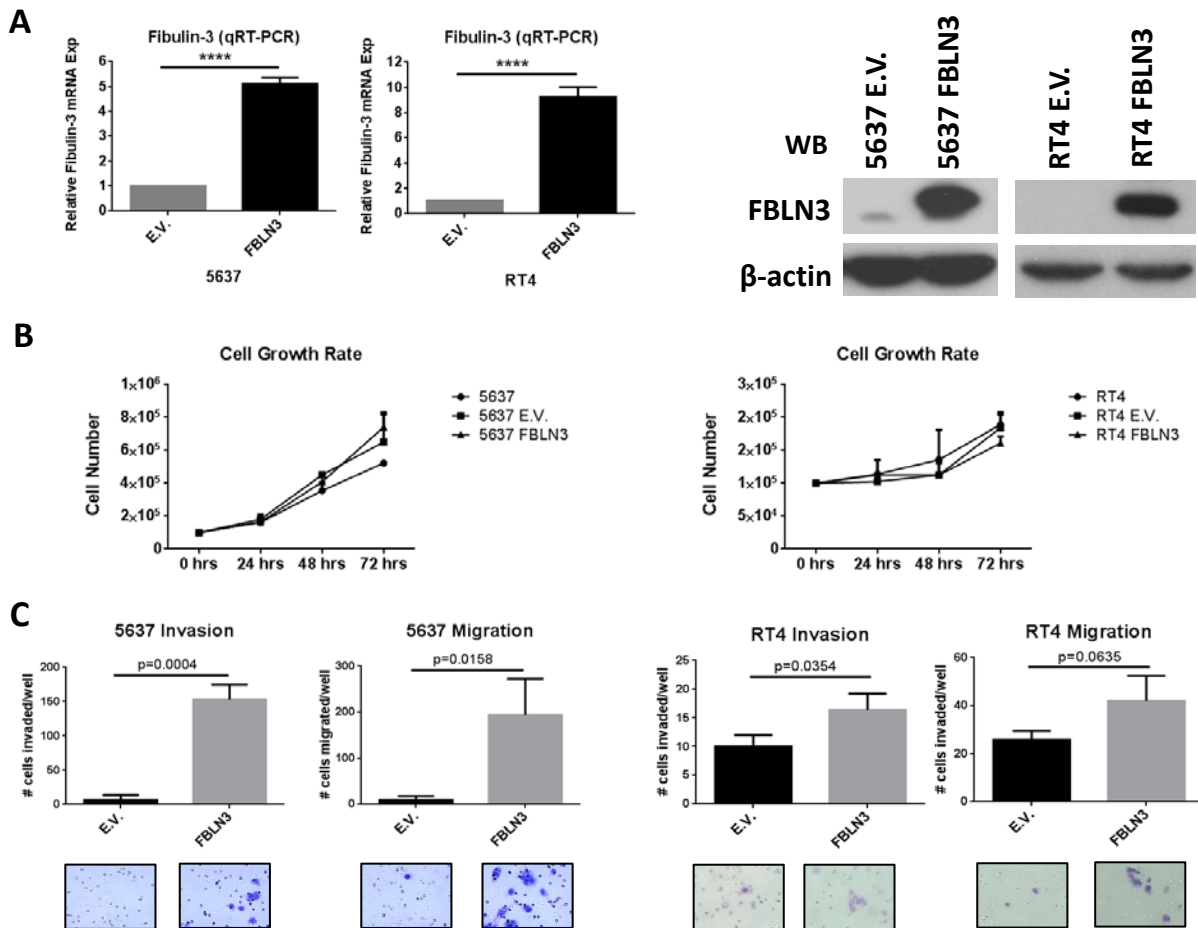 A
Fibulin-3 (qRT-PCR)
****
Relative Fibulin-3 mRNA Exp
6
5
4
3
2
1
0
E.V.
FBLN3
5637
Fibulin-3 (qRT-PCR)
****
Relative Fibulin-3 mRNA Exp
12
10
8
6
4
2
0
E.V.
FBLN3
RT4
WB
5637 E.V.
5637 FBLN3
RT4 E.V.
RT4 FBLN3
FBLN3
β-actin
B
Cell Growth Rate
Cell Number
1×10⁶
8×10⁵
6×10⁵
4×10⁵
2×10⁵
0
0 hrs 24 hrs 48 hrs 72 hrs
5637
5637 E.V.
5637 FBLN3
Cell Growth Rate
Cell Number
3×10⁵
2×10⁵
2×10⁵
1×10⁵
5×10⁴
0
0 hrs 24 hrs 48 hrs 72 hrs
RT4
RT4 E.V.
RT4 FBLN3
C
5637 Invasion
p=0.0004
# cells invaded/well
200
150
100
50
0
E.V.
FBLN3
5637 Migration
p=0.0158
# cells migrated/well
300
200
100
0
E.V.
FBLN3
RT4 Invasion
p=0.0354
# cells invaded/well
25
20
15
10
5
0
E.V.
FBLN3
RT4 Migration
p=0.0635
# cells invaded/well
60
40
20
0
E.V.
FBLN3